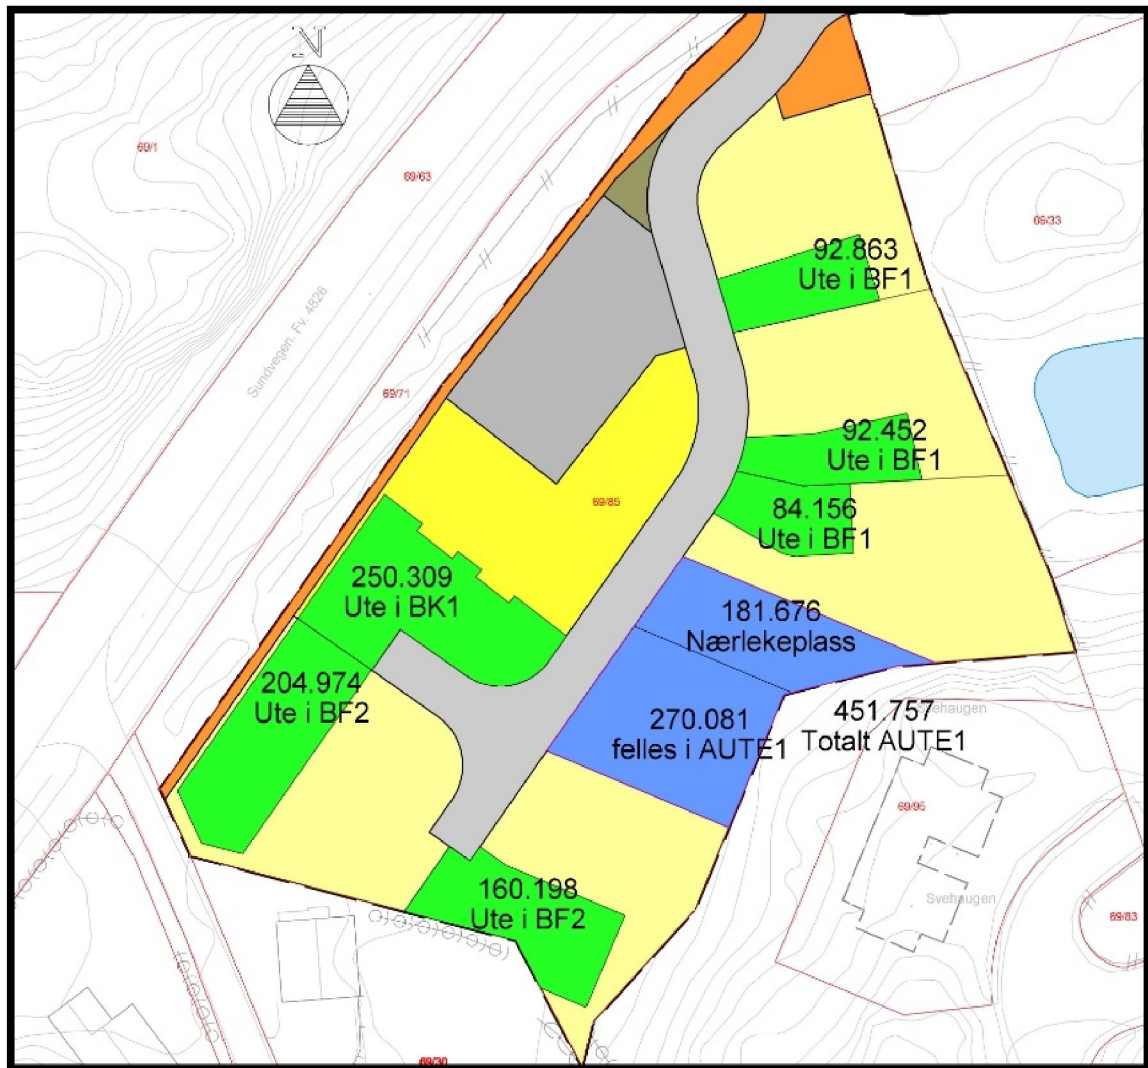 N
69/1
69/63
69/33
92.863
Ute i BF1
Sundvegen. Fv. 4826
69/71
92.452
Ute i BF1
69/85
84.156
Ute i BF1
250.309
Ute i BK1
181.676
Nærlekeplass
204.974
Ute i BF2
270.081
felles i AUTE1
451.757
Totalt AUTE1
Svehaugen
69/95
160.198
Ute i BF2
Svehaugen
69/83
69/30